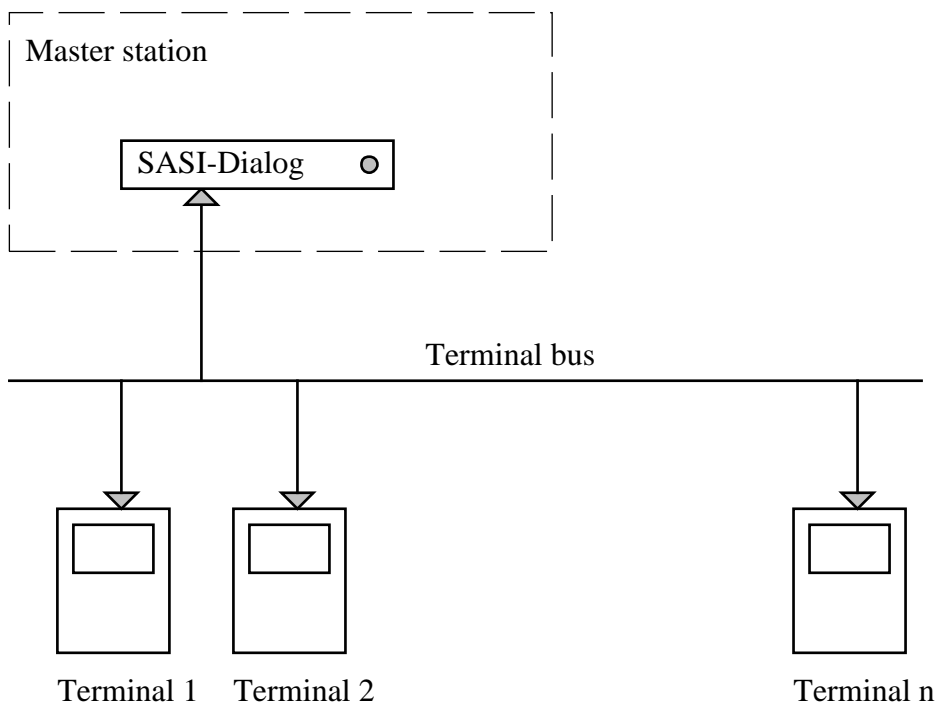 Master station
SASI-Dialog
Terminal bus
Terminal 1
Terminal 2
Terminal n